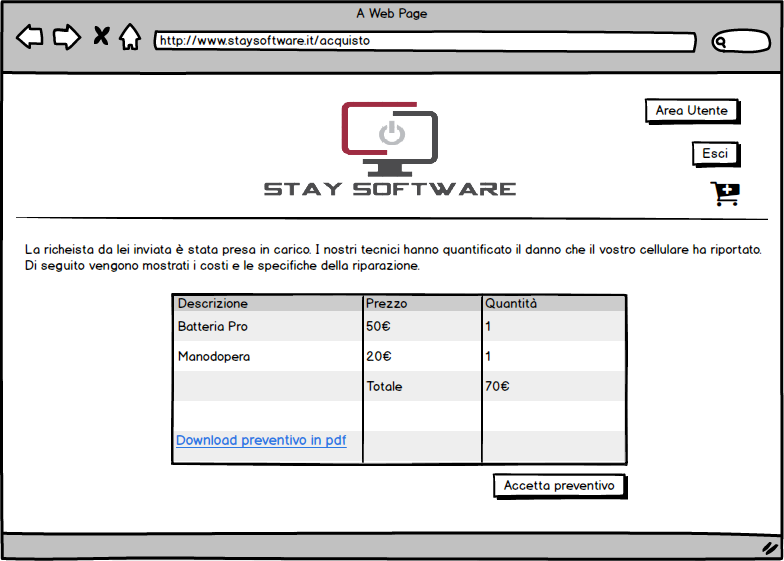 A Web Page
http://www.staysoftware.it/acquisto
Area Utente
Esci
STAY SOFTWARE
La richeista da lei inviata è stata presa in carico. I nostri tecnici hanno quantificato il danno che il vostro cellulare ha riportato.
Di seguito vengono mostrati i costi e le specifiche della riparazione.
Descrizione Prezzo Quantità
Batteria Pro 50€ 1
Manodopera 20€ 1
Totale 70€
Download preventivo in pdf
Accetta preventivo